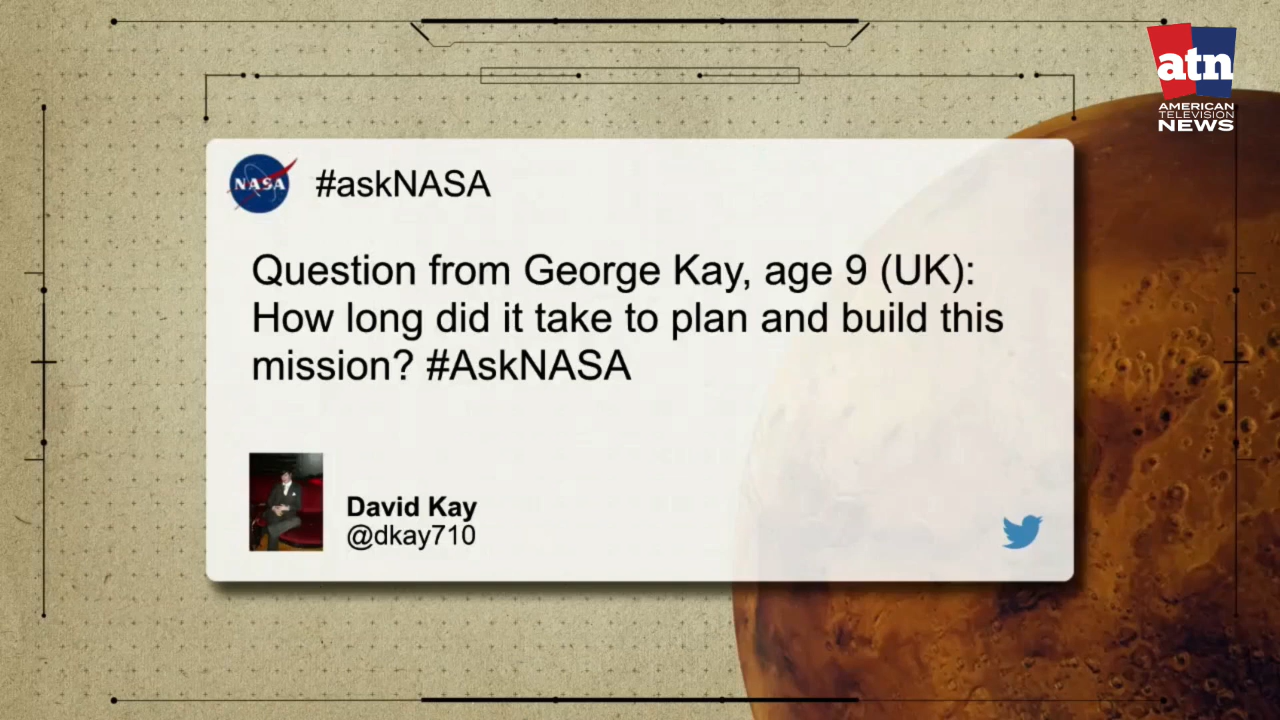 atn
AMERICAN
TELEVISION
NEWS
NASA
#askNASA
Question from George Kay, age 9 (UK):
How long did it take to plan and build this
mission? #AskNASA
David Kay
@dkay710